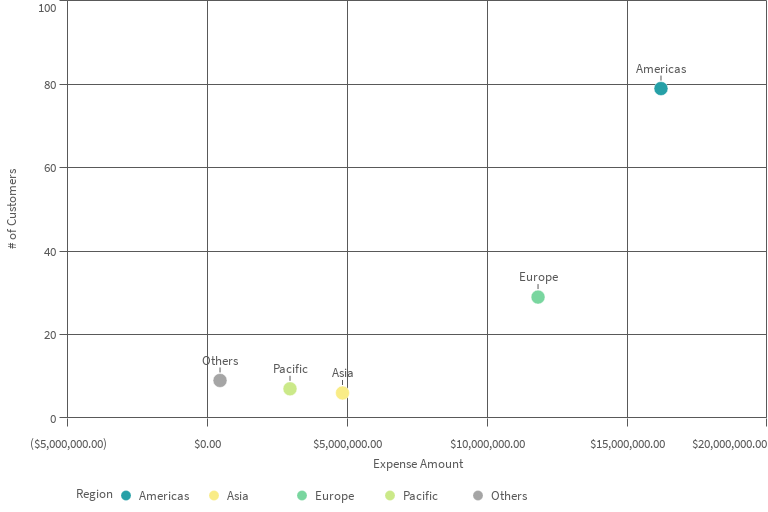 100
Americas
80
60
# of Customers
40
Europe
20
Others
Pacific
Asia
0
($5,000,000.00)
$0.00
$5,000,000.00
$10,000,000.00
$15,000,000.00
$20,000,000.00
Expense Amount
Region
Americas
Asia
Europe
Pacific
Others